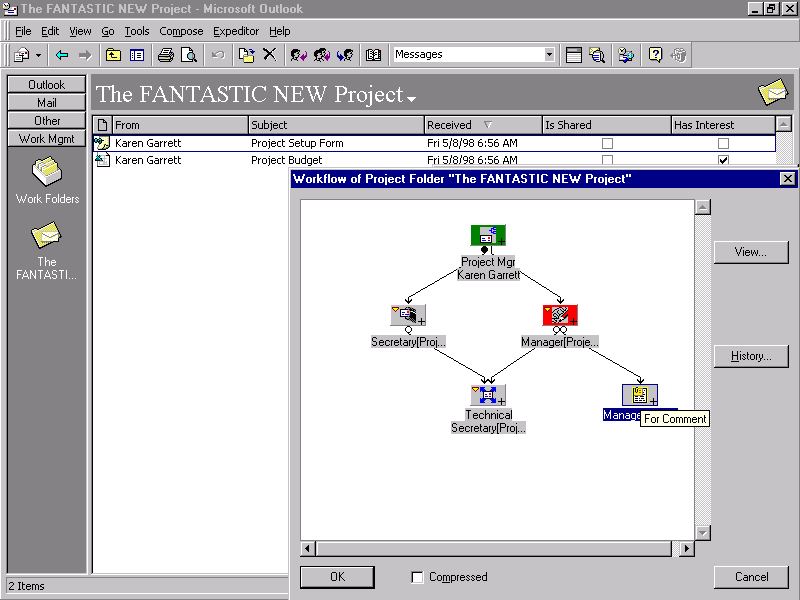 The FANTASTIC NEW Project - Microsoft Outlook
File Edit View Go Tools Compose Expeditor Help
Messages
Outlook
Mail
Other
Work Mgmt
Work Folders
The
FANTASTI...
The FANTASTIC NEW Project
From Subject Received Is Shared Has Interest
Karen Garrett Project Setup Form Fri 5/8/98 6:56 AM
Karen Garrett Project Budget Fri 5/8/98 6:56 AM
Workflow of Project Folder "The FANTASTIC NEW Project"
Project Mgr
Karen Garrett
Secretary[Proj...
Manager[Proje...
Technical
Secretary[Proj...
Manage
For Comment
View...
History...
OK
Compressed
Cancel
2 Items